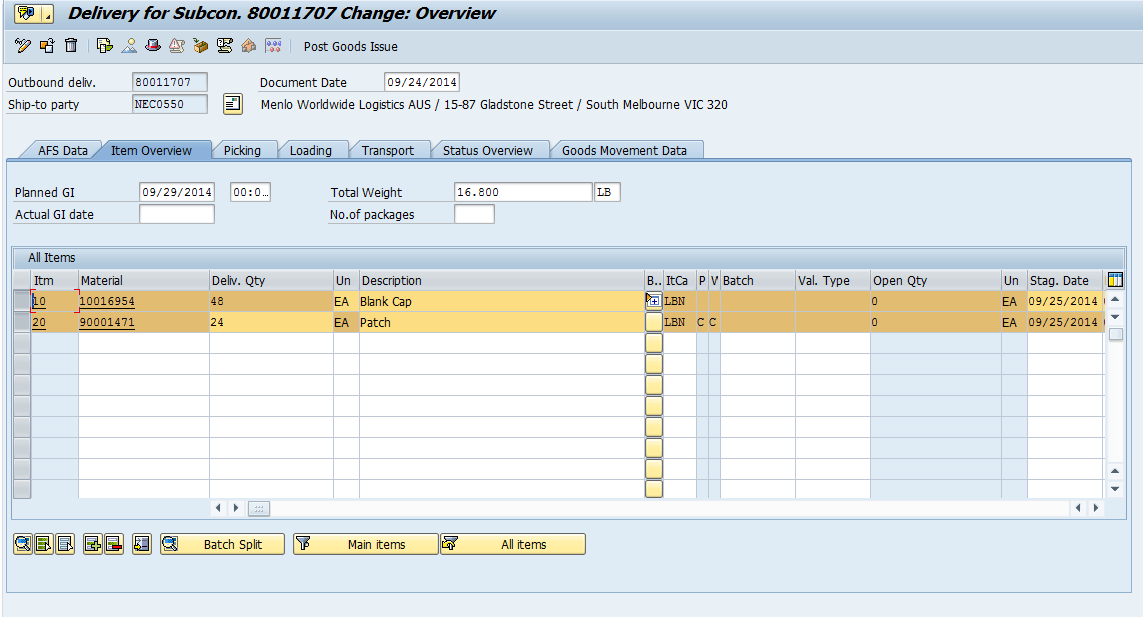 Delivery for Subcon. 80011707 Change: Overview
Post Goods Issue
Outbound deliv. 80011707 Document Date 09/24/2014
Ship-to party NEC0550 Menlo Worldwide Logistics AUS / 15-87 Gladstone Street / South Melbourne VIC 320
AFS Data Item Overview Picking Loading Transport Status Overview Goods Movement Data
Planned GI 09/29/2014 00:0… Total Weight 16.800 LB
Actual GI date No.of packages
All Items
Itm Material Deliv. Qty Un Description B.. ItCa P V Batch Val. Type Open Qty Un Stag. Date
10 10016954 48 EA Blank Cap LBN 0 EA 09/25/2014
20 90001471 24 EA Patch LBN C C 0 EA 09/25/2014
Batch Split Main items All items